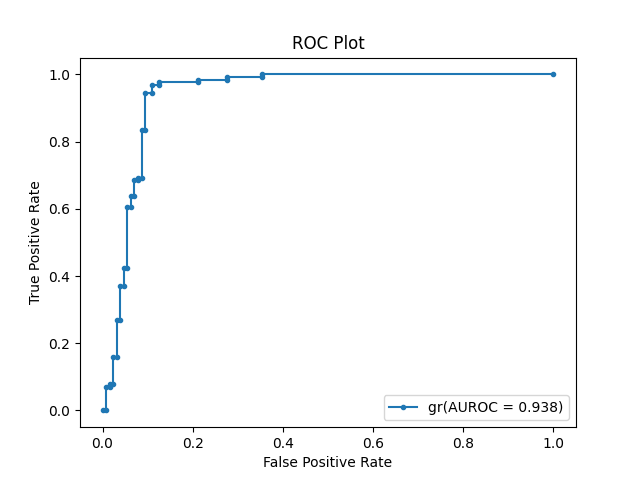 ROC Plot
1.0
0.8
0.6
0.4
0.2
0.0
True Positive Rate
gr(AUROC = 0.938)
0.0 0.2 0.4 0.6 0.8 1.0
False Positive Rate